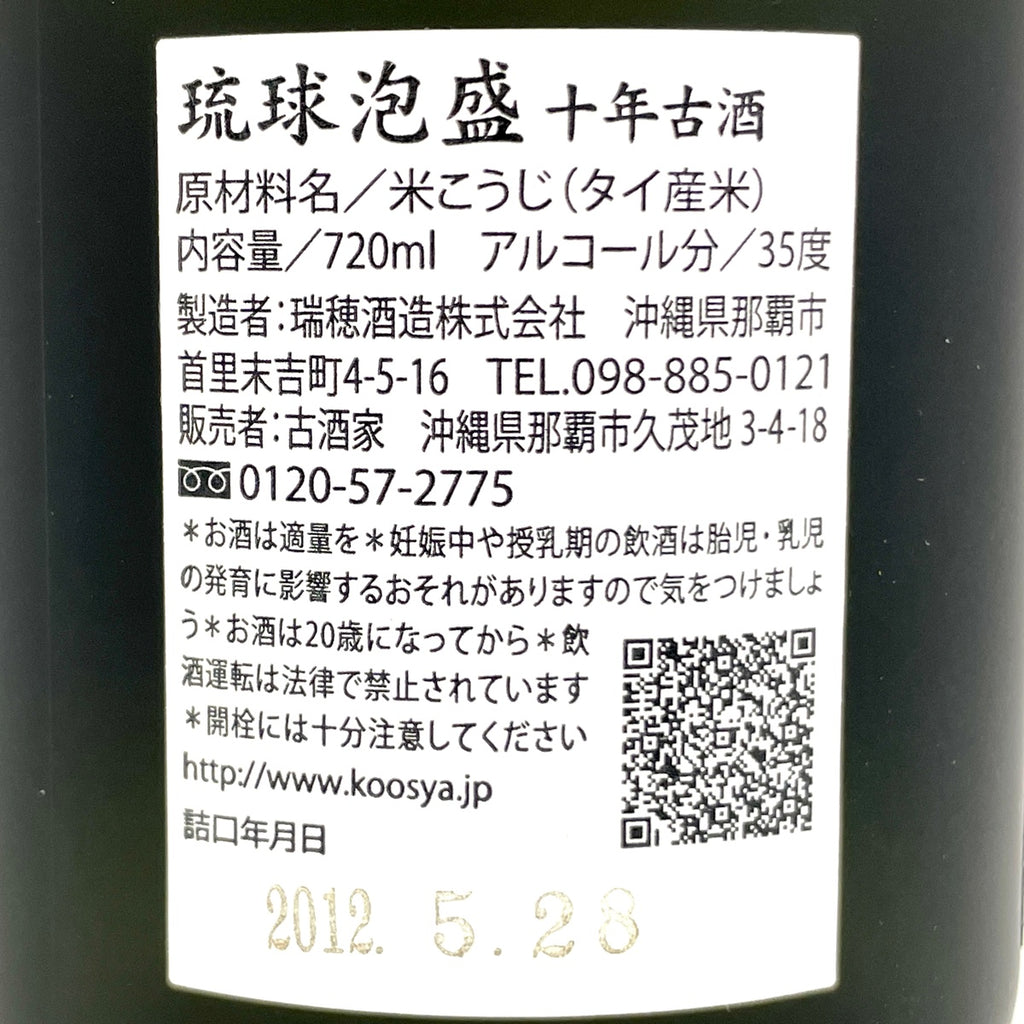 琉球泡盛 十年古酒
原材料名／米こうじ（タイ産米）
内容量／720ml　アルコール分／35度
製造者：瑞穂酒造株式会社　沖縄県那覇市
首里末吉町4-5-16　TEL.098-885-0121
販売者：古酒家　沖縄県那覇市久茂地 3-4-18
0120-57-2775
＊お酒は適量を＊妊娠中や授乳期の飲酒は胎児・乳児
の発育に影響するおそれがありますので気をつけましょ
う＊お酒は20歳になってから＊飲
酒運転は法律で禁止されています
＊開栓には十分注意してください
http://www.koosya.jp
詰口年月日
2012. 5. 28